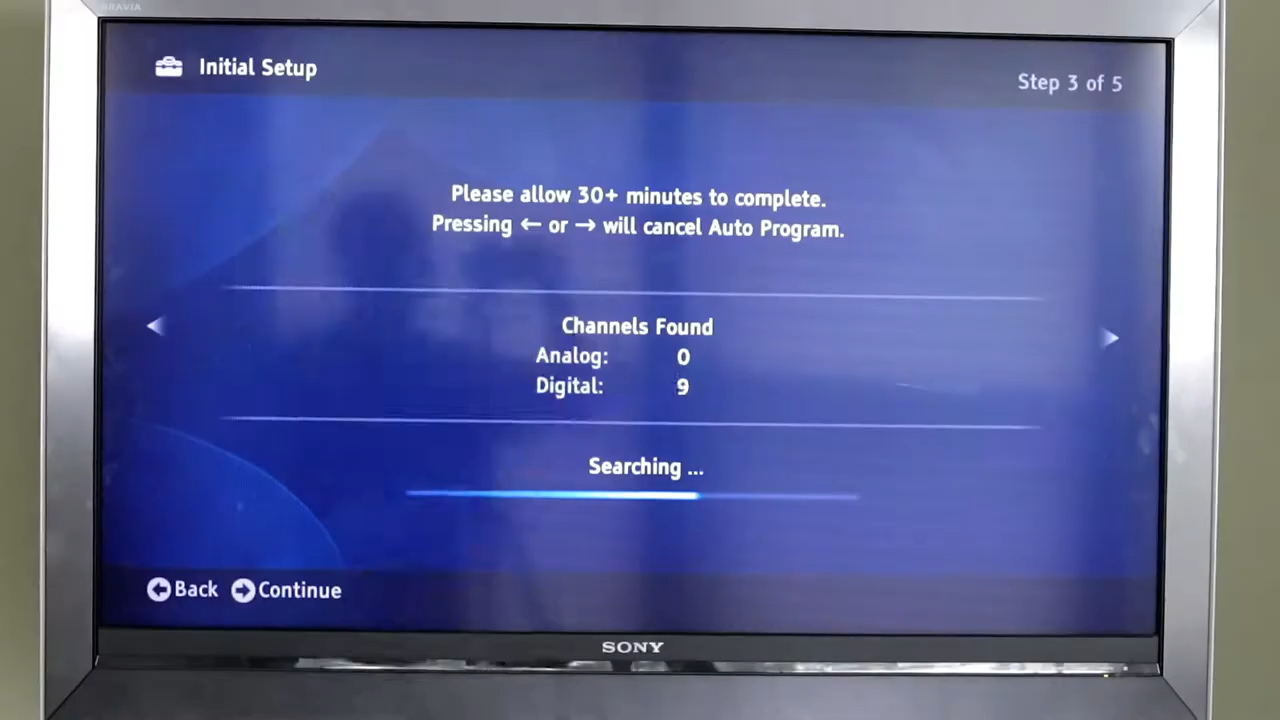 BRAVIA
Initial Setup
Step 3 of 5
Please allow 30+ minutes to complete.
Pressing ← or → will cancel Auto Program.
Channels Found
Analog: 0
Digital: 9
Searching ...
Back Continue
SONY